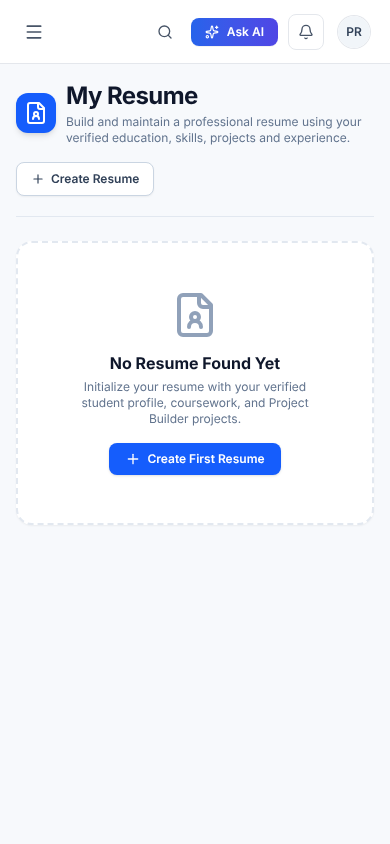 Ask AI
PR
My Resume
Build and maintain a professional resume using your
verified education, skills, projects and experience.
Create Resume
No Resume Found Yet
Initialize your resume with your verified
student profile, coursework, and Project
Builder projects.
Create First Resume